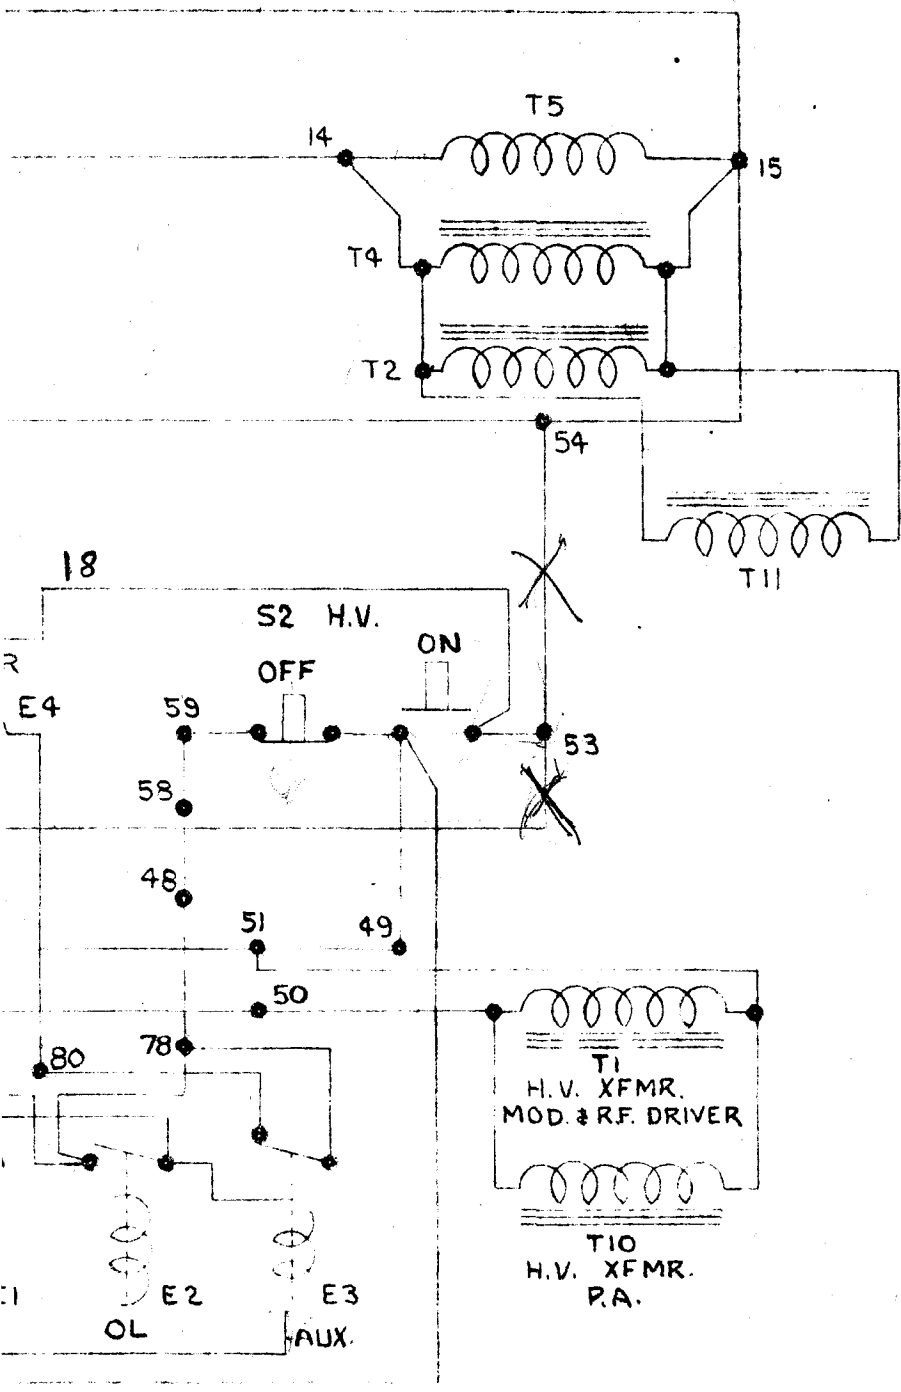 T5
14
15
T4
T2
54
T11
18
S2 H.V.
ON
OFF
R
E4
59
53
58
48
51
49
50
78
80
T1
H.V. XFMR.
MOD. & R.F. DRIVER
T10
H.V. XFMR.
P.A.
E1
E2
E3
OL
AUX.